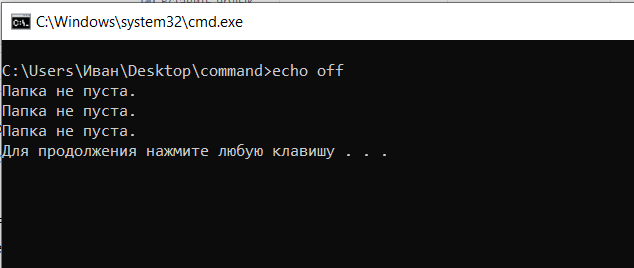 C:\Windows\system32\cmd.exe
C:\Users\Иван\Desktop\command>echo off
Папка не пуста.
Папка не пуста.
Папка не пуста.
Для продолжения нажмите любую клавишу . . .